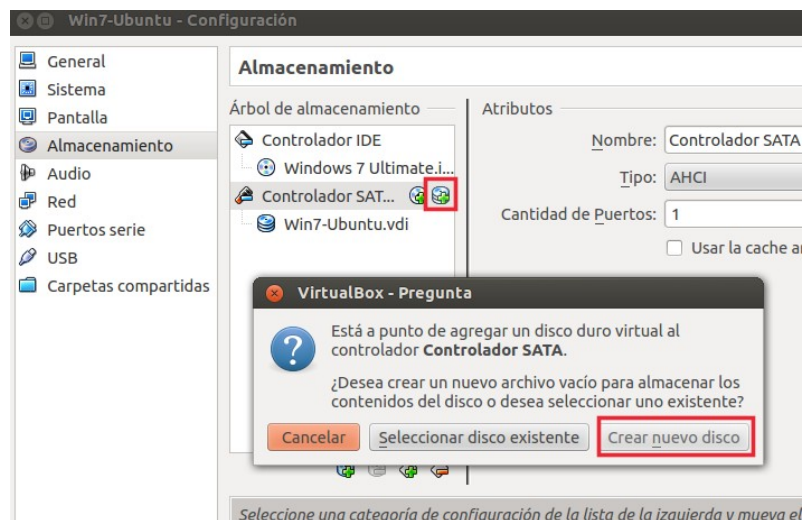 Win7-Ubuntu - Configuración
General
Sistema
Pantalla
Almacenamiento
Audio
Red
Puertos serie
USB
Carpetas compartidas
Almacenamiento
Árbol de almacenamiento
Controlador IDE
Windows 7 Ultimate.i...
Controlador SAT...
Win7-Ubuntu.vdi
Atributos
Nombre: Controlador SATA
Tipo: AHCI
Cantidad de Puertos: 1
Usar la cache
VirtualBox - Pregunta
Está a punto de agregar un disco duro virtual al
controlador Controlador SATA.
¿Desea crear un nuevo archivo vacío para almacenar los
contenidos del disco o desea seleccionar uno existente?
Cancelar
Seleccionar disco existente
Crear nuevo disco
Seleccione una categoría de configuración de la lista de la izquierda y mueva el